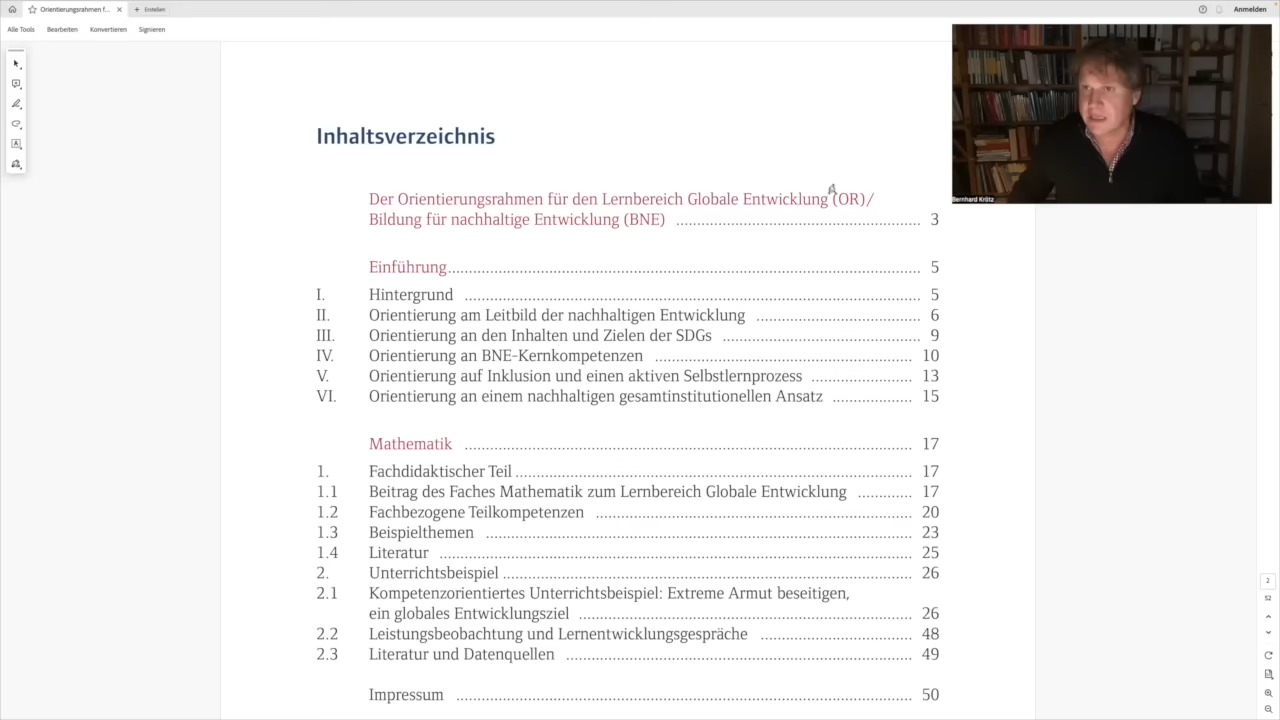 Orientierungsrahmen f...
Erstellen
Anmelden
Alle Tools
Bearbeiten
Konvertieren
Signieren
Bernhard Krötz
Inhaltsverzeichnis
Der Orientierungsrahmen für den Lernbereich Globale Entwicklung (OR)/
Bildung für nachhaltige Entwicklung (BNE) 3
Einführung 5
I. Hintergrund 5
II. Orientierung am Leitbild der nachhaltigen Entwicklung 6
III. Orientierung an den Inhalten und Zielen der SDGs 9
IV. Orientierung an BNE-Kernkompetenzen 10
V. Orientierung auf Inklusion und einen aktiven Selbstlernprozess 13
VI. Orientierung an einem nachhaltigen gesamtinstitutionellen Ansatz 15
Mathematik 17
1. Fachdidaktischer Teil 17
1.1 Beitrag des Faches Mathematik zum Lernbereich Globale Entwicklung 17
1.2 Fachbezogene Teilkompetenzen 20
1.3 Beispielthemen 23
1.4 Literatur 25
2. Unterrichtsbeispiel 26
2.1 Kompetenzorientiertes Unterrichtsbeispiel: Extreme Armut beseitigen,
ein globales Entwicklungsziel 26
2.2 Leistungsbeobachtung und Lernentwicklungsgespräche 48
2.3 Literatur und Datenquellen 49
Impressum 50
2
52